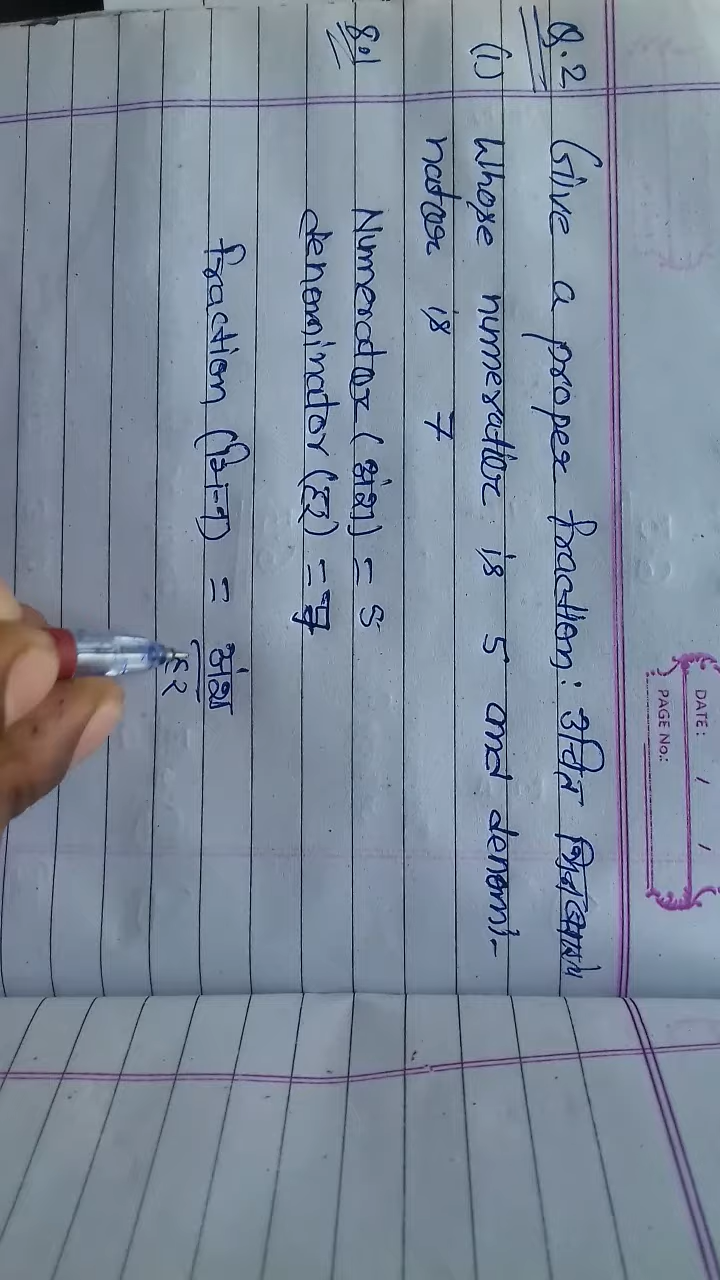 DATE: / /
PAGE No.:
Q.2 Give a proper fraction: उचित
(i) Whose numerator is 5 and denomi-
nator is 7
Numerator (अंश) = 5
denominator (हर) = 7
fraction (भिन्न) = अंश
हर